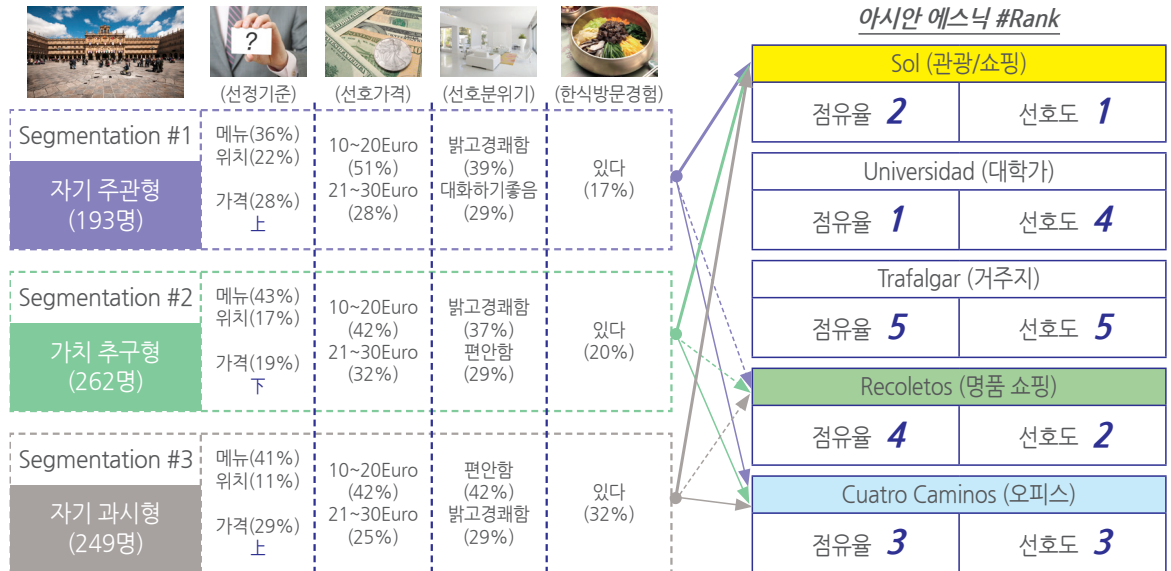 아시안 에스닉 #Rank
?
(선정기준)
(선호가격)
(선호분위기)
(한식방문경험)
Segmentation #1
자기 주관형
(193명)
메뉴(36%)
위치(22%)
가격(28%)
上
10~20Euro
(51%)
21~30Euro
(28%)
밝고경쾌함
(39%)
대화하기좋음
(29%)
있다
(17%)
Segmentation #2
가치 추구형
(262명)
메뉴(43%)
위치(17%)
가격(19%)
下
10~20Euro
(42%)
21~30Euro
(32%)
밝고경쾌함
(37%)
편안함
(29%)
있다
(20%)
Segmentation #3
자기 과시형
(249명)
메뉴(41%)
위치(11%)
가격(29%)
上
10~20Euro
(42%)
21~30Euro
(25%)
편안함
(42%)
밝고경쾌함
(29%)
있다
(32%)
Sol (관광/쇼핑)
점유율 2 선호도 1
Universidad (대학가)
점유율 1 선호도 4
Trafalgar (거주지)
점유율 5 선호도 5
Recoletos (명품 쇼핑)
점유율 4 선호도 2
Cuatro Caminos (오피스)
점유율 3 선호도 3